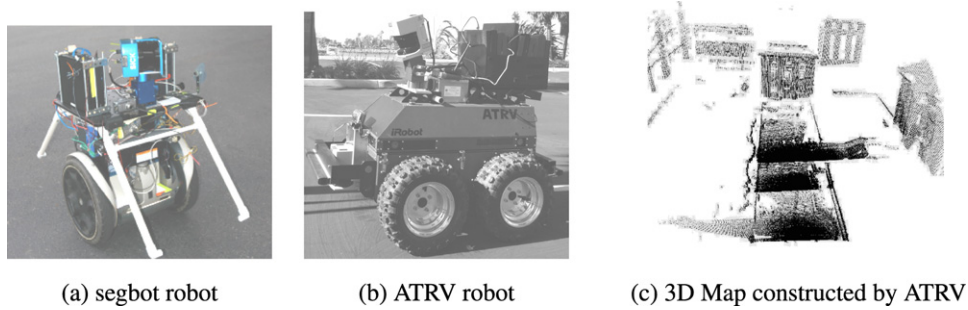 iRobot
ATRV
(a) segbot robot
(b) ATRV robot
(c) 3D Map constructed by ATRV